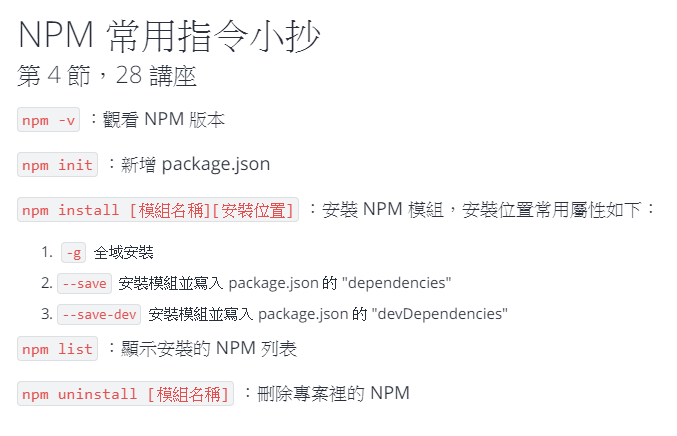 NPM 常用指令小抄
第 4 節，28 講座
npm -v ：觀看 NPM 版本
npm init ：新增 package.json
npm install [模組名稱][安裝位置] ：安裝 NPM 模組，安裝位置常用屬性如下：
1. -g 全域安裝
2. --save 安裝模組並寫入 package.json 的 "dependencies"
3. --save-dev 安裝模組並寫入 package.json 的 "devDependencies"
npm list ：顯示安裝的 NPM 列表
npm uninstall [模組名稱] ：刪除專案裡的 NPM